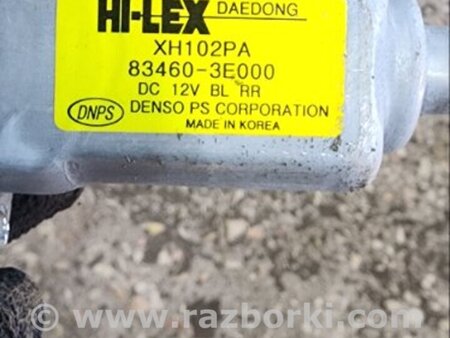 HI-LEX DAEDONG
XH102PA
83460-3E000
DC 12V BL RR
DNPS DENSO PS CORPORATION
MADE IN KOREA
www.razborki.com